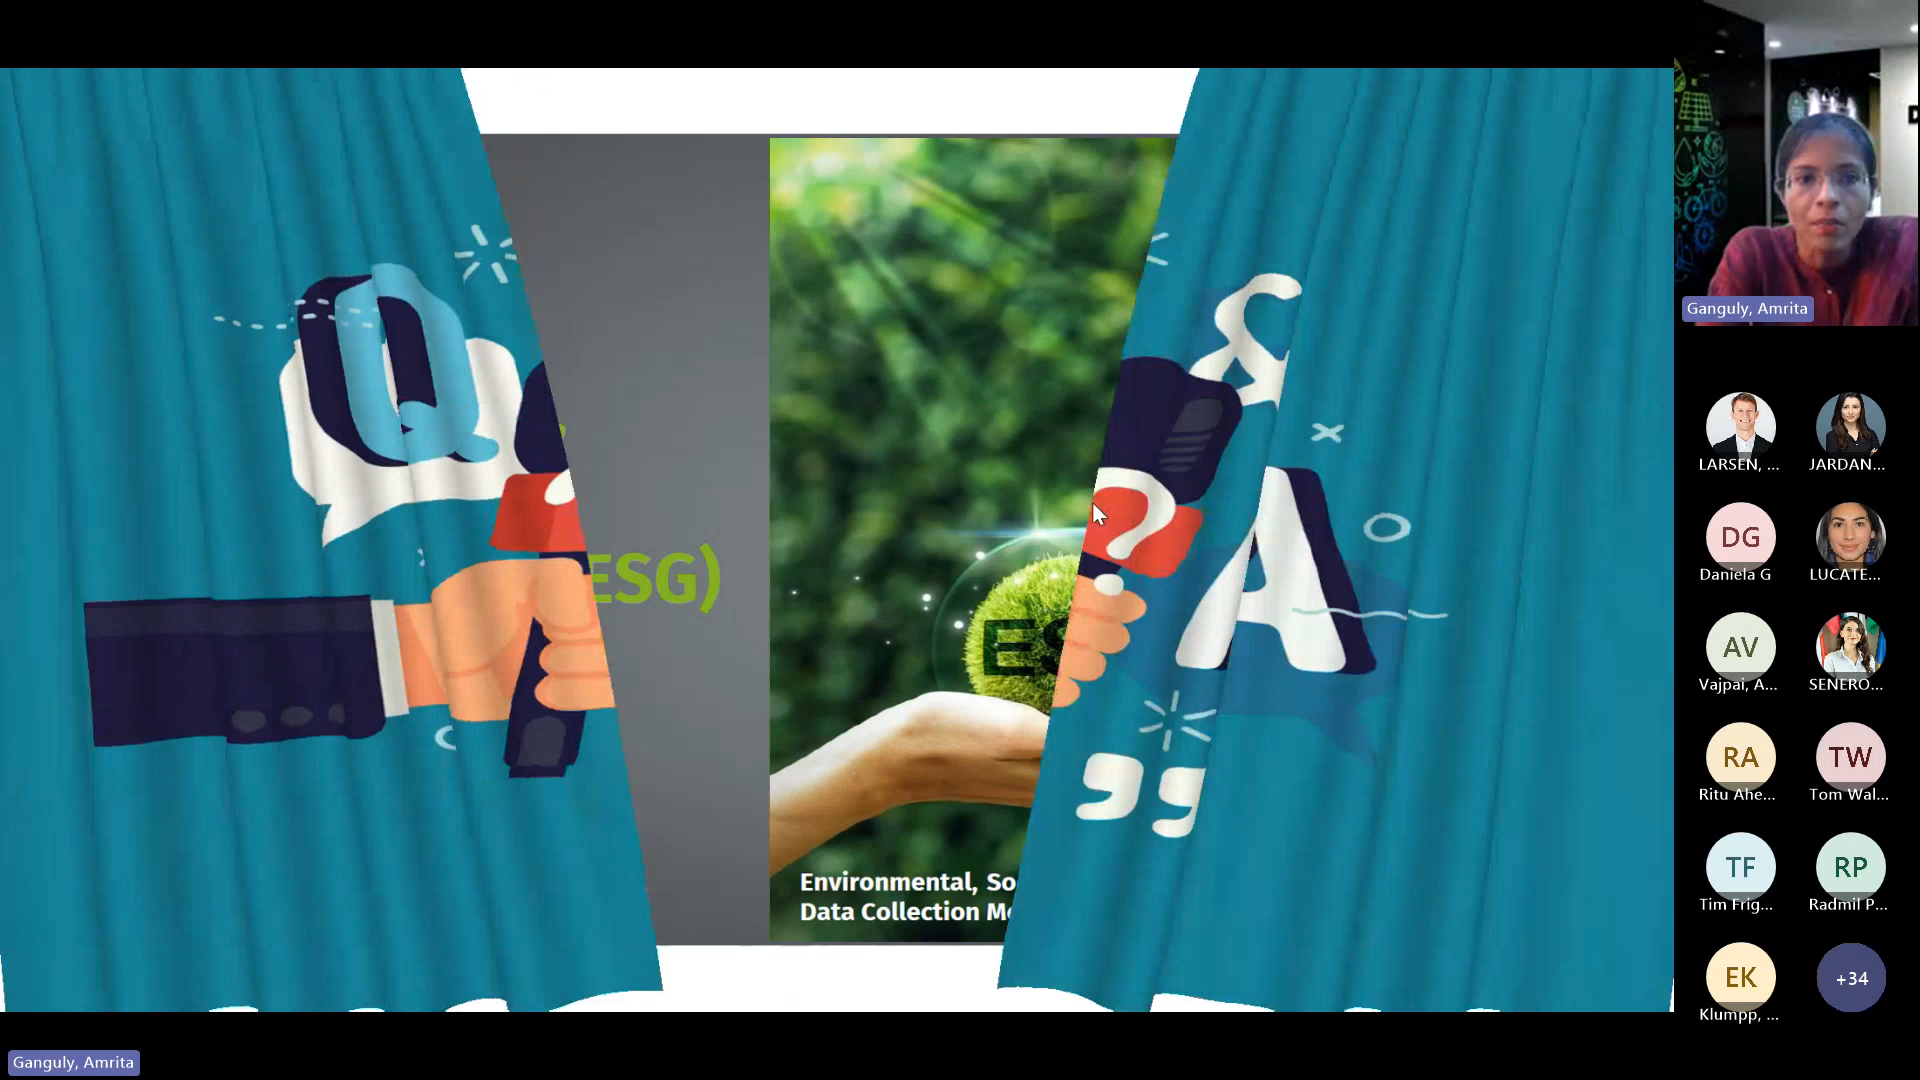 Q
&
?
A
ESG)
ES
Environmental, So
Data Collection Me
Ganguly, Amrita
LARSEN, ...
JARDAN...
DG
Daniela G
LUCATE...
AV
Vajpai, A...
SENERO...
RA
Ritu Ahe...
TW
Tom Wal...
TF
Tim Frig...
RP
Radmil P...
EK
Klumpp, ...
+34
Ganguly, Amrita